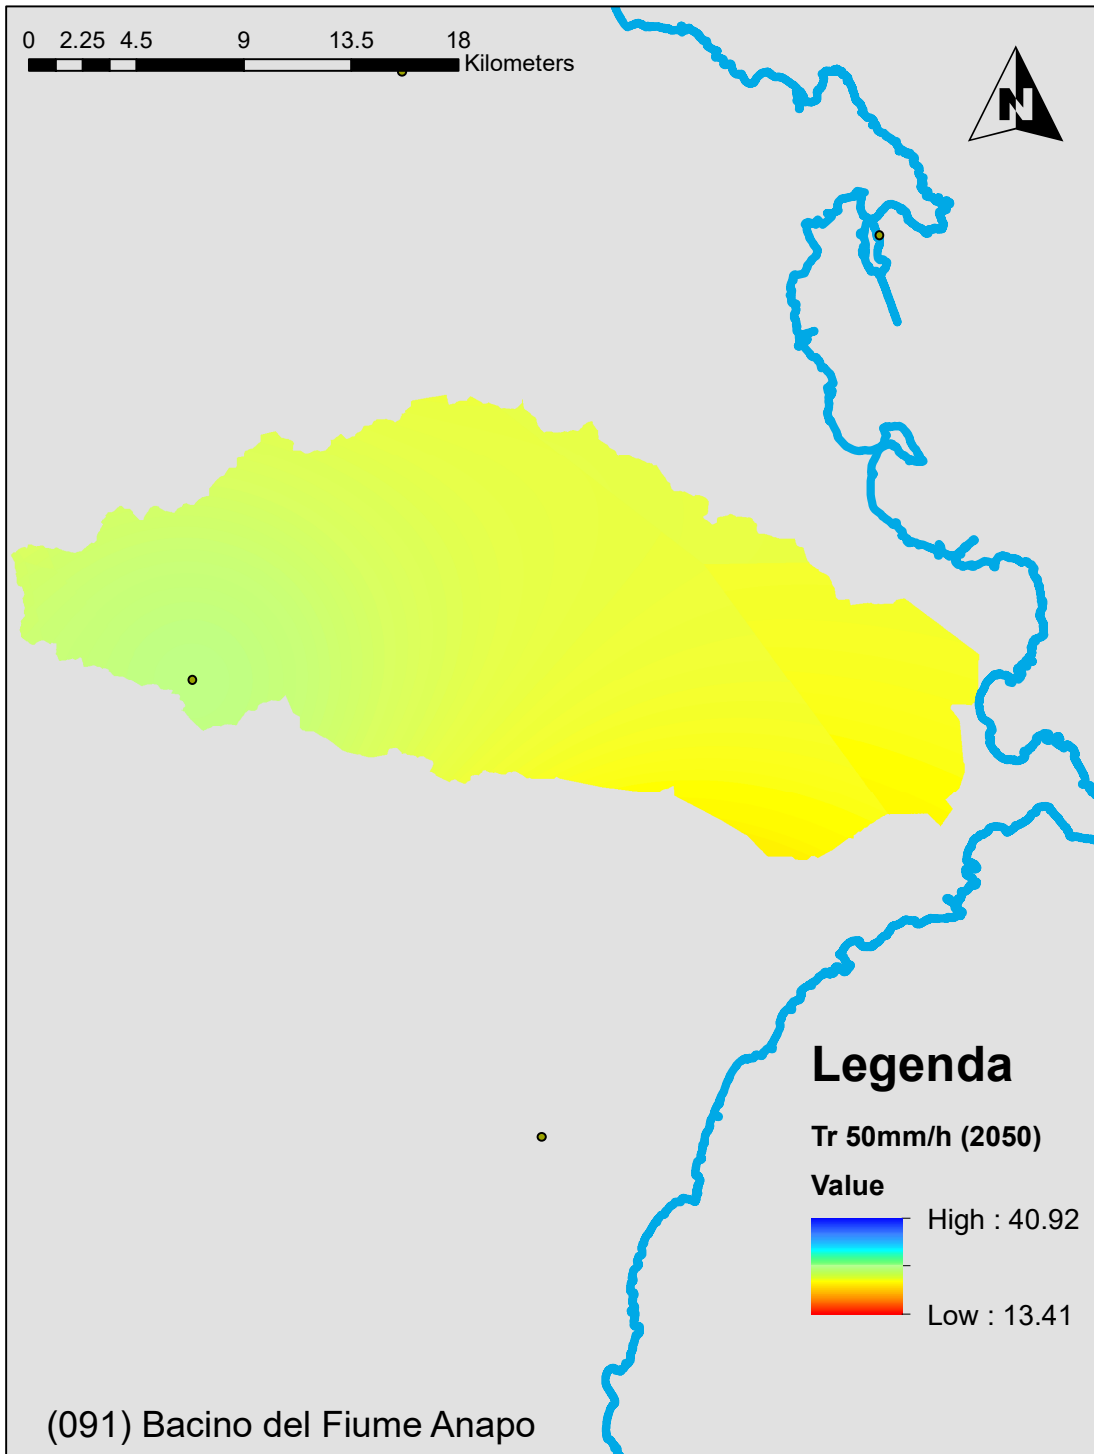 0 2.25 4.5 9 13.5 18
Kilometers
N
Legenda
Tr 50mm/h (2050)
Value
High : 40.92
Low : 13.41
(091) Bacino del Fiume Anapo